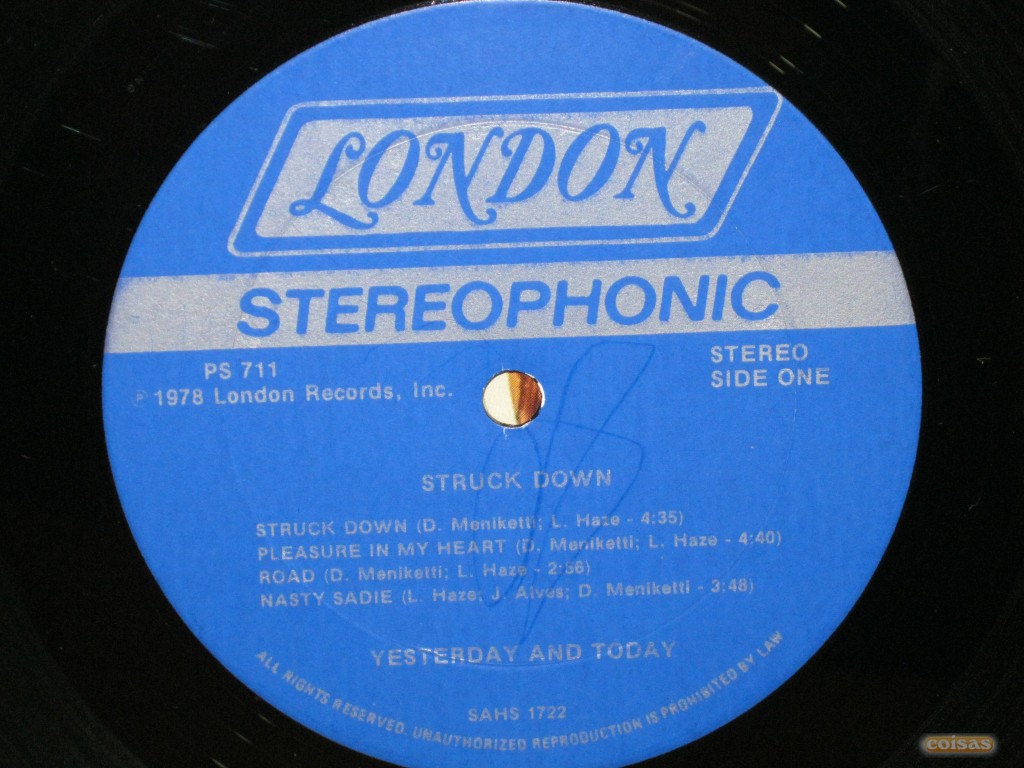 LONDON
STEREOPHONIC
PS 711
℗ 1978 London Records, Inc.
STEREO
SIDE ONE
STRUCK DOWN
STRUCK DOWN (D. Meniketti; L. Haze - 4:35)
PLEASURE IN MY HEART (D. Meniketti; L. Haze - 4:40)
ROAD (D. Meniketti; L. Haze - 2:56)
NASTY SADIE (L. Haze; J. Alves; D. Meniketti - 3:48)
YESTERDAY AND TODAY
SAHS 1722
ALL RIGHTS RESERVED. UNAUTHORIZED REPRODUCTION IS PROHIBITED BY LAW
coisas